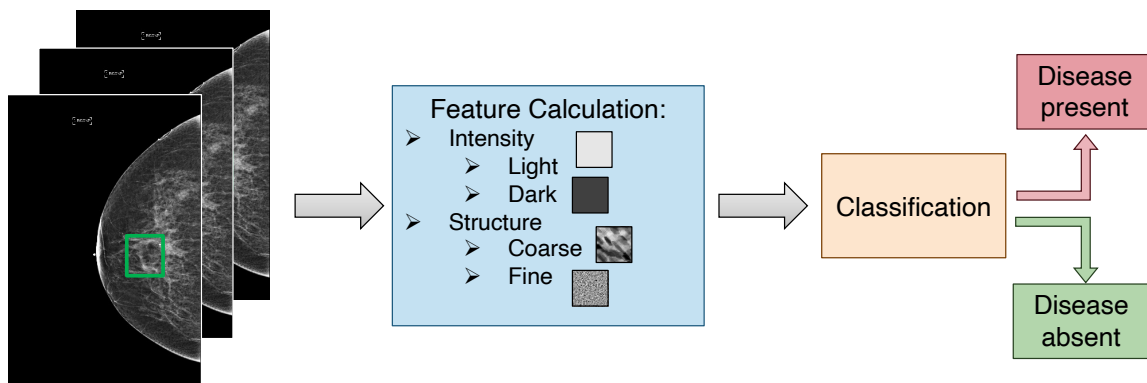 Feature Calculation:
➢ Intensity
➢ Light
➢ Dark
➢ Structure
➢ Coarse
➢ Fine
Classification
Disease
present
Disease
absent